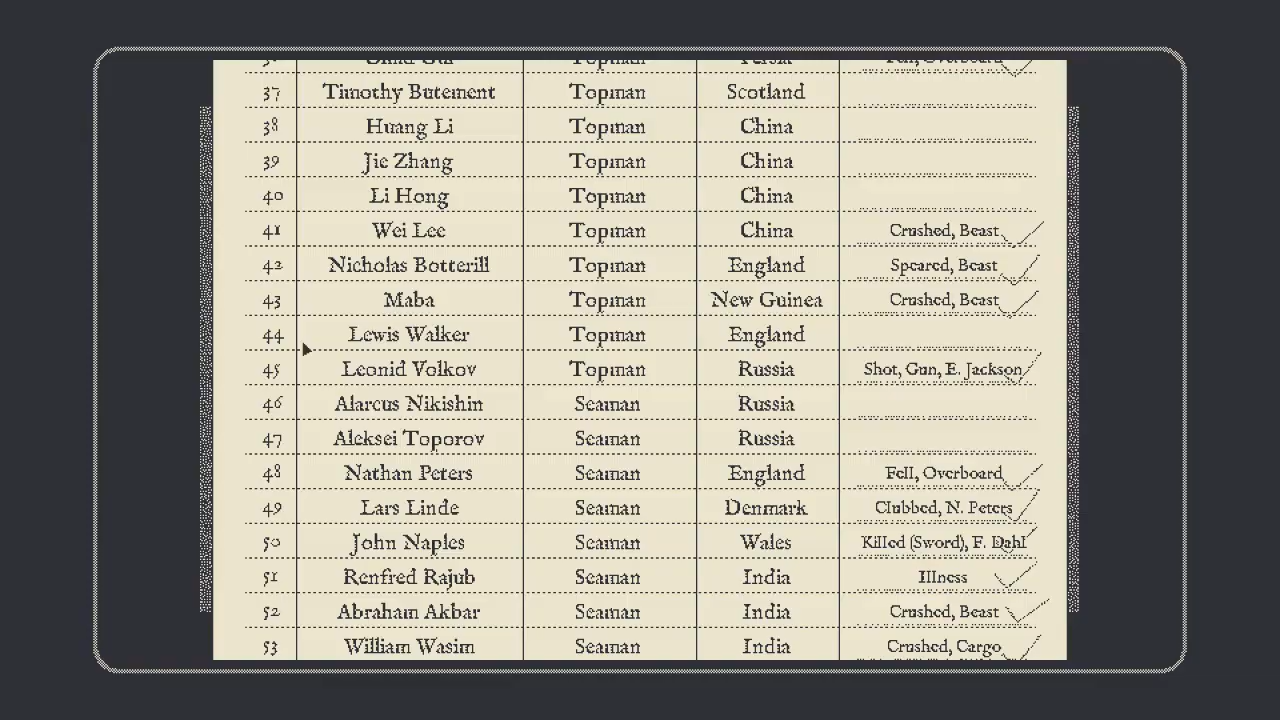 37 Timothy Butement Topman Scotland
38 Huang Li Topman China
39 Jie Zhang Topman China
40 Li Hong Topman China
41 Wei Lee Topman China Crushed, Beast
42 Nicholas Botterill Topman England Speared, Beast
43 Maba Topman New Guinea Crushed, Beast
44 Lewis Walker Topman England
45 Leonid Volkov Topman Russia Shot, Gun, E. Jackson
46 Alarcus Nikishin Seaman Russia
47 Aleksei Toporov Seaman Russia
48 Nathan Peters Seaman England Fell, Overboard
49 Lars Linde Seaman Denmark Clubbed, N. Peters
50 John Naples Seaman Wales Killed (Sword), F. Dahl
51 Renfred Rajub Seaman India Illness
52 Abraham Akbar Seaman India Crushed, Beast
53 William Wasim Seaman India Crushed, Cargo